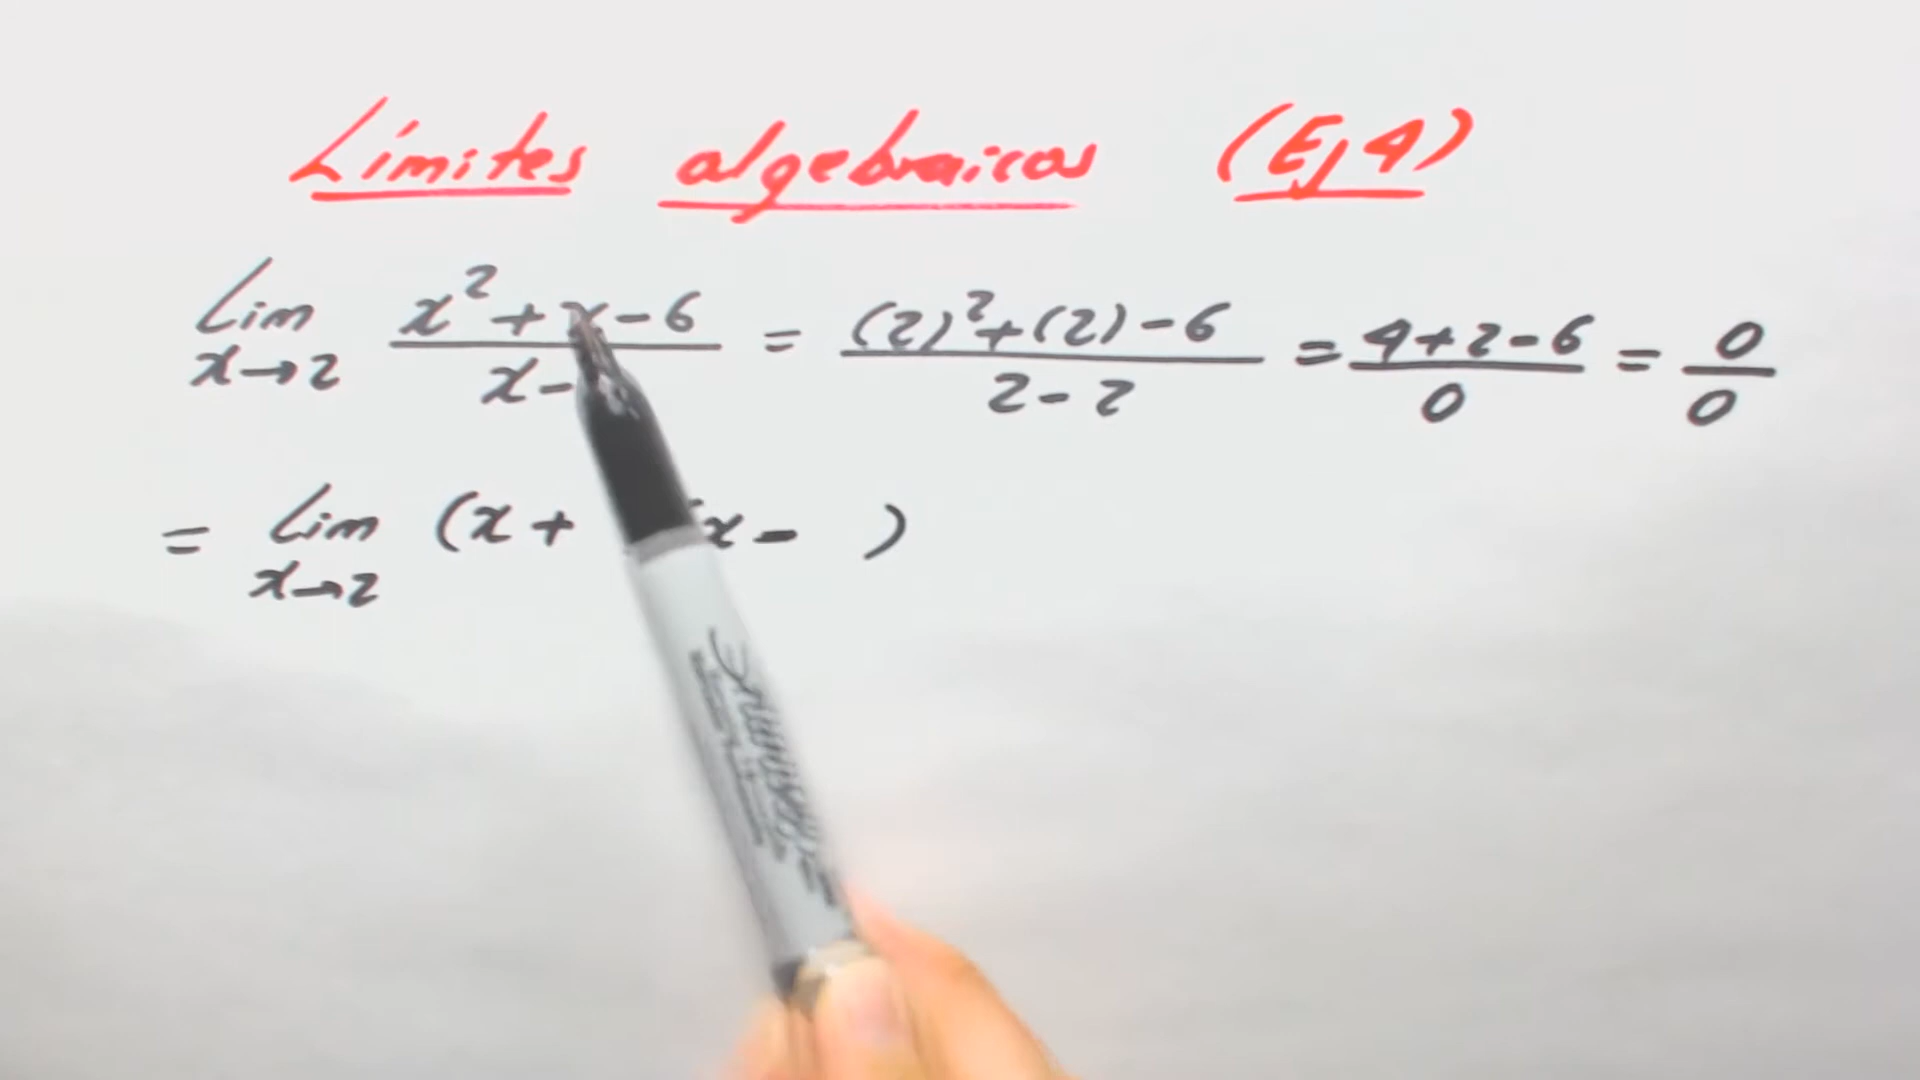 Límites algebraicos (Ej 4)
Lim x→2 x²+x-6 / x- = (2)²+(2)-6 / 2-2 = 4+2-6 / 0 = 0 / 0
= Lim x→2 (x+ x- )